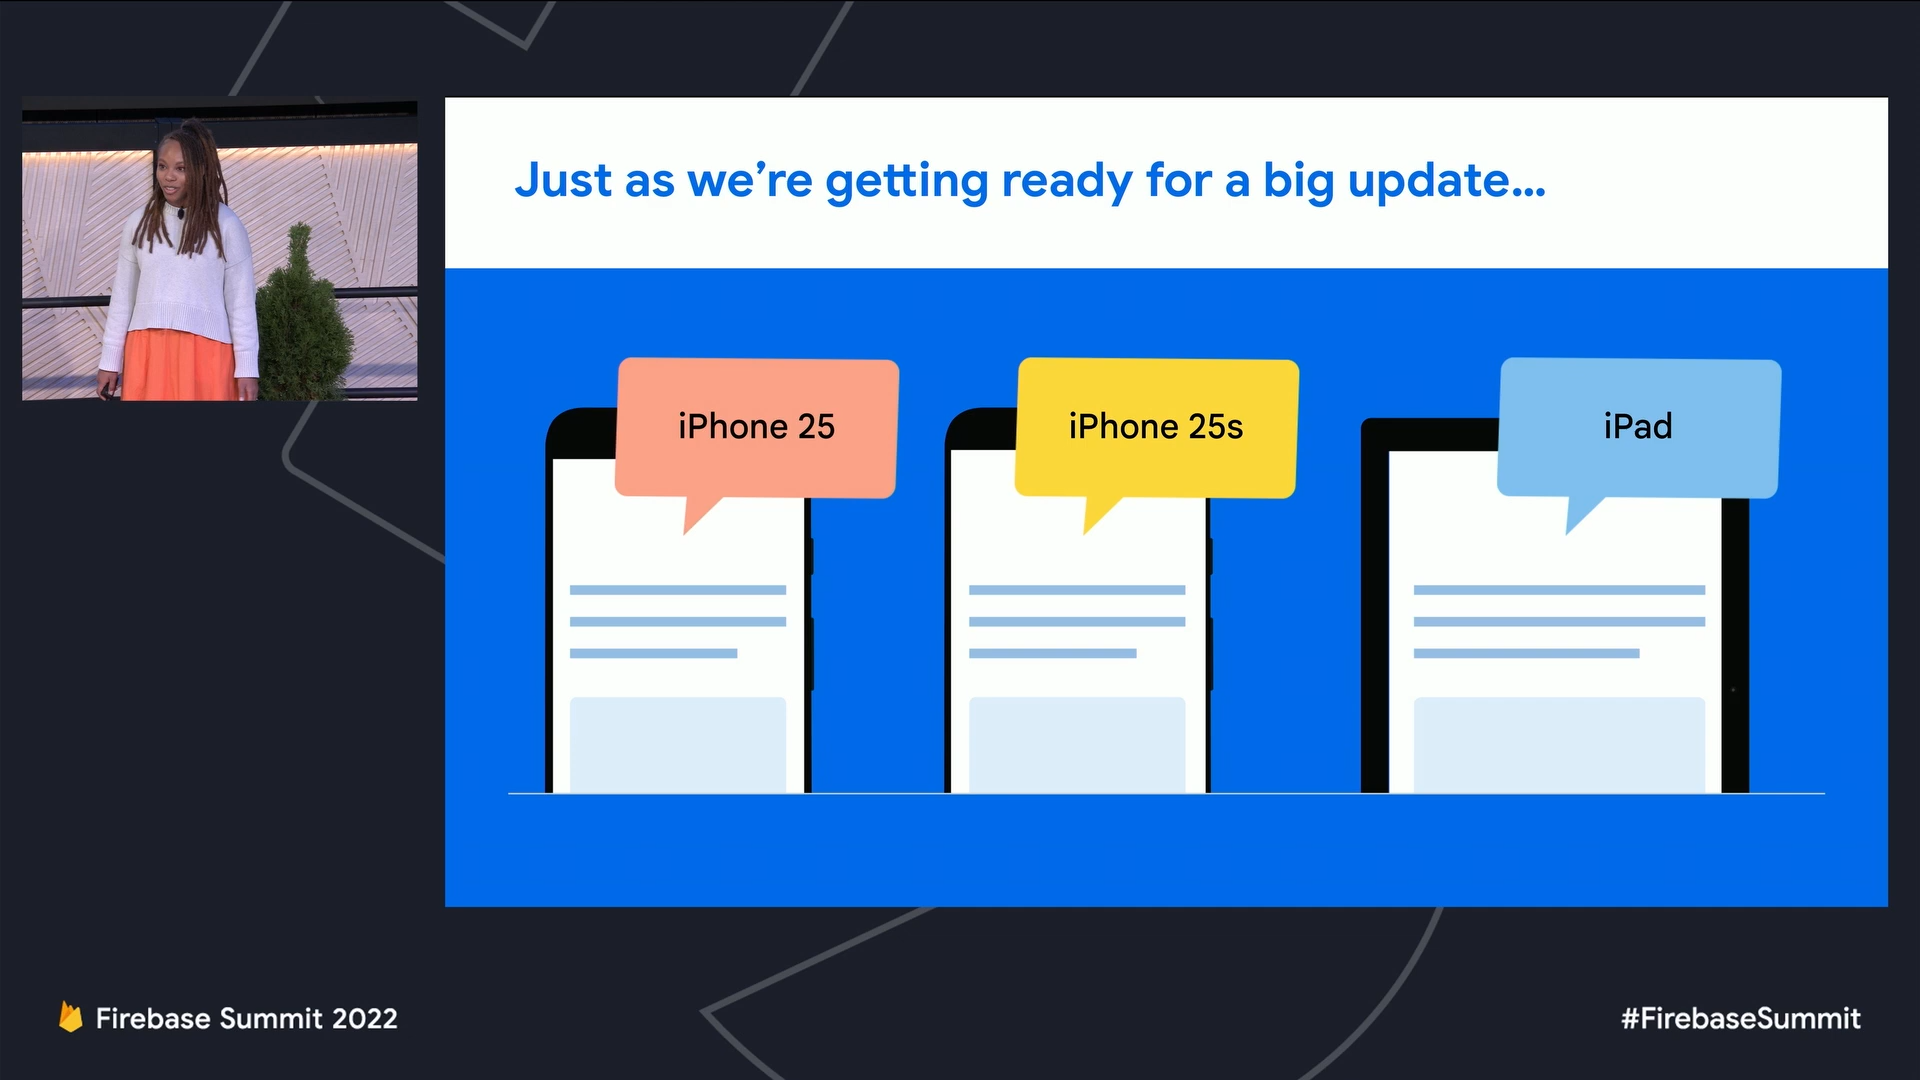 Just as we’re getting ready for a big update...
iPhone 25
iPhone 25s
iPad
Firebase Summit 2022
#FirebaseSummit